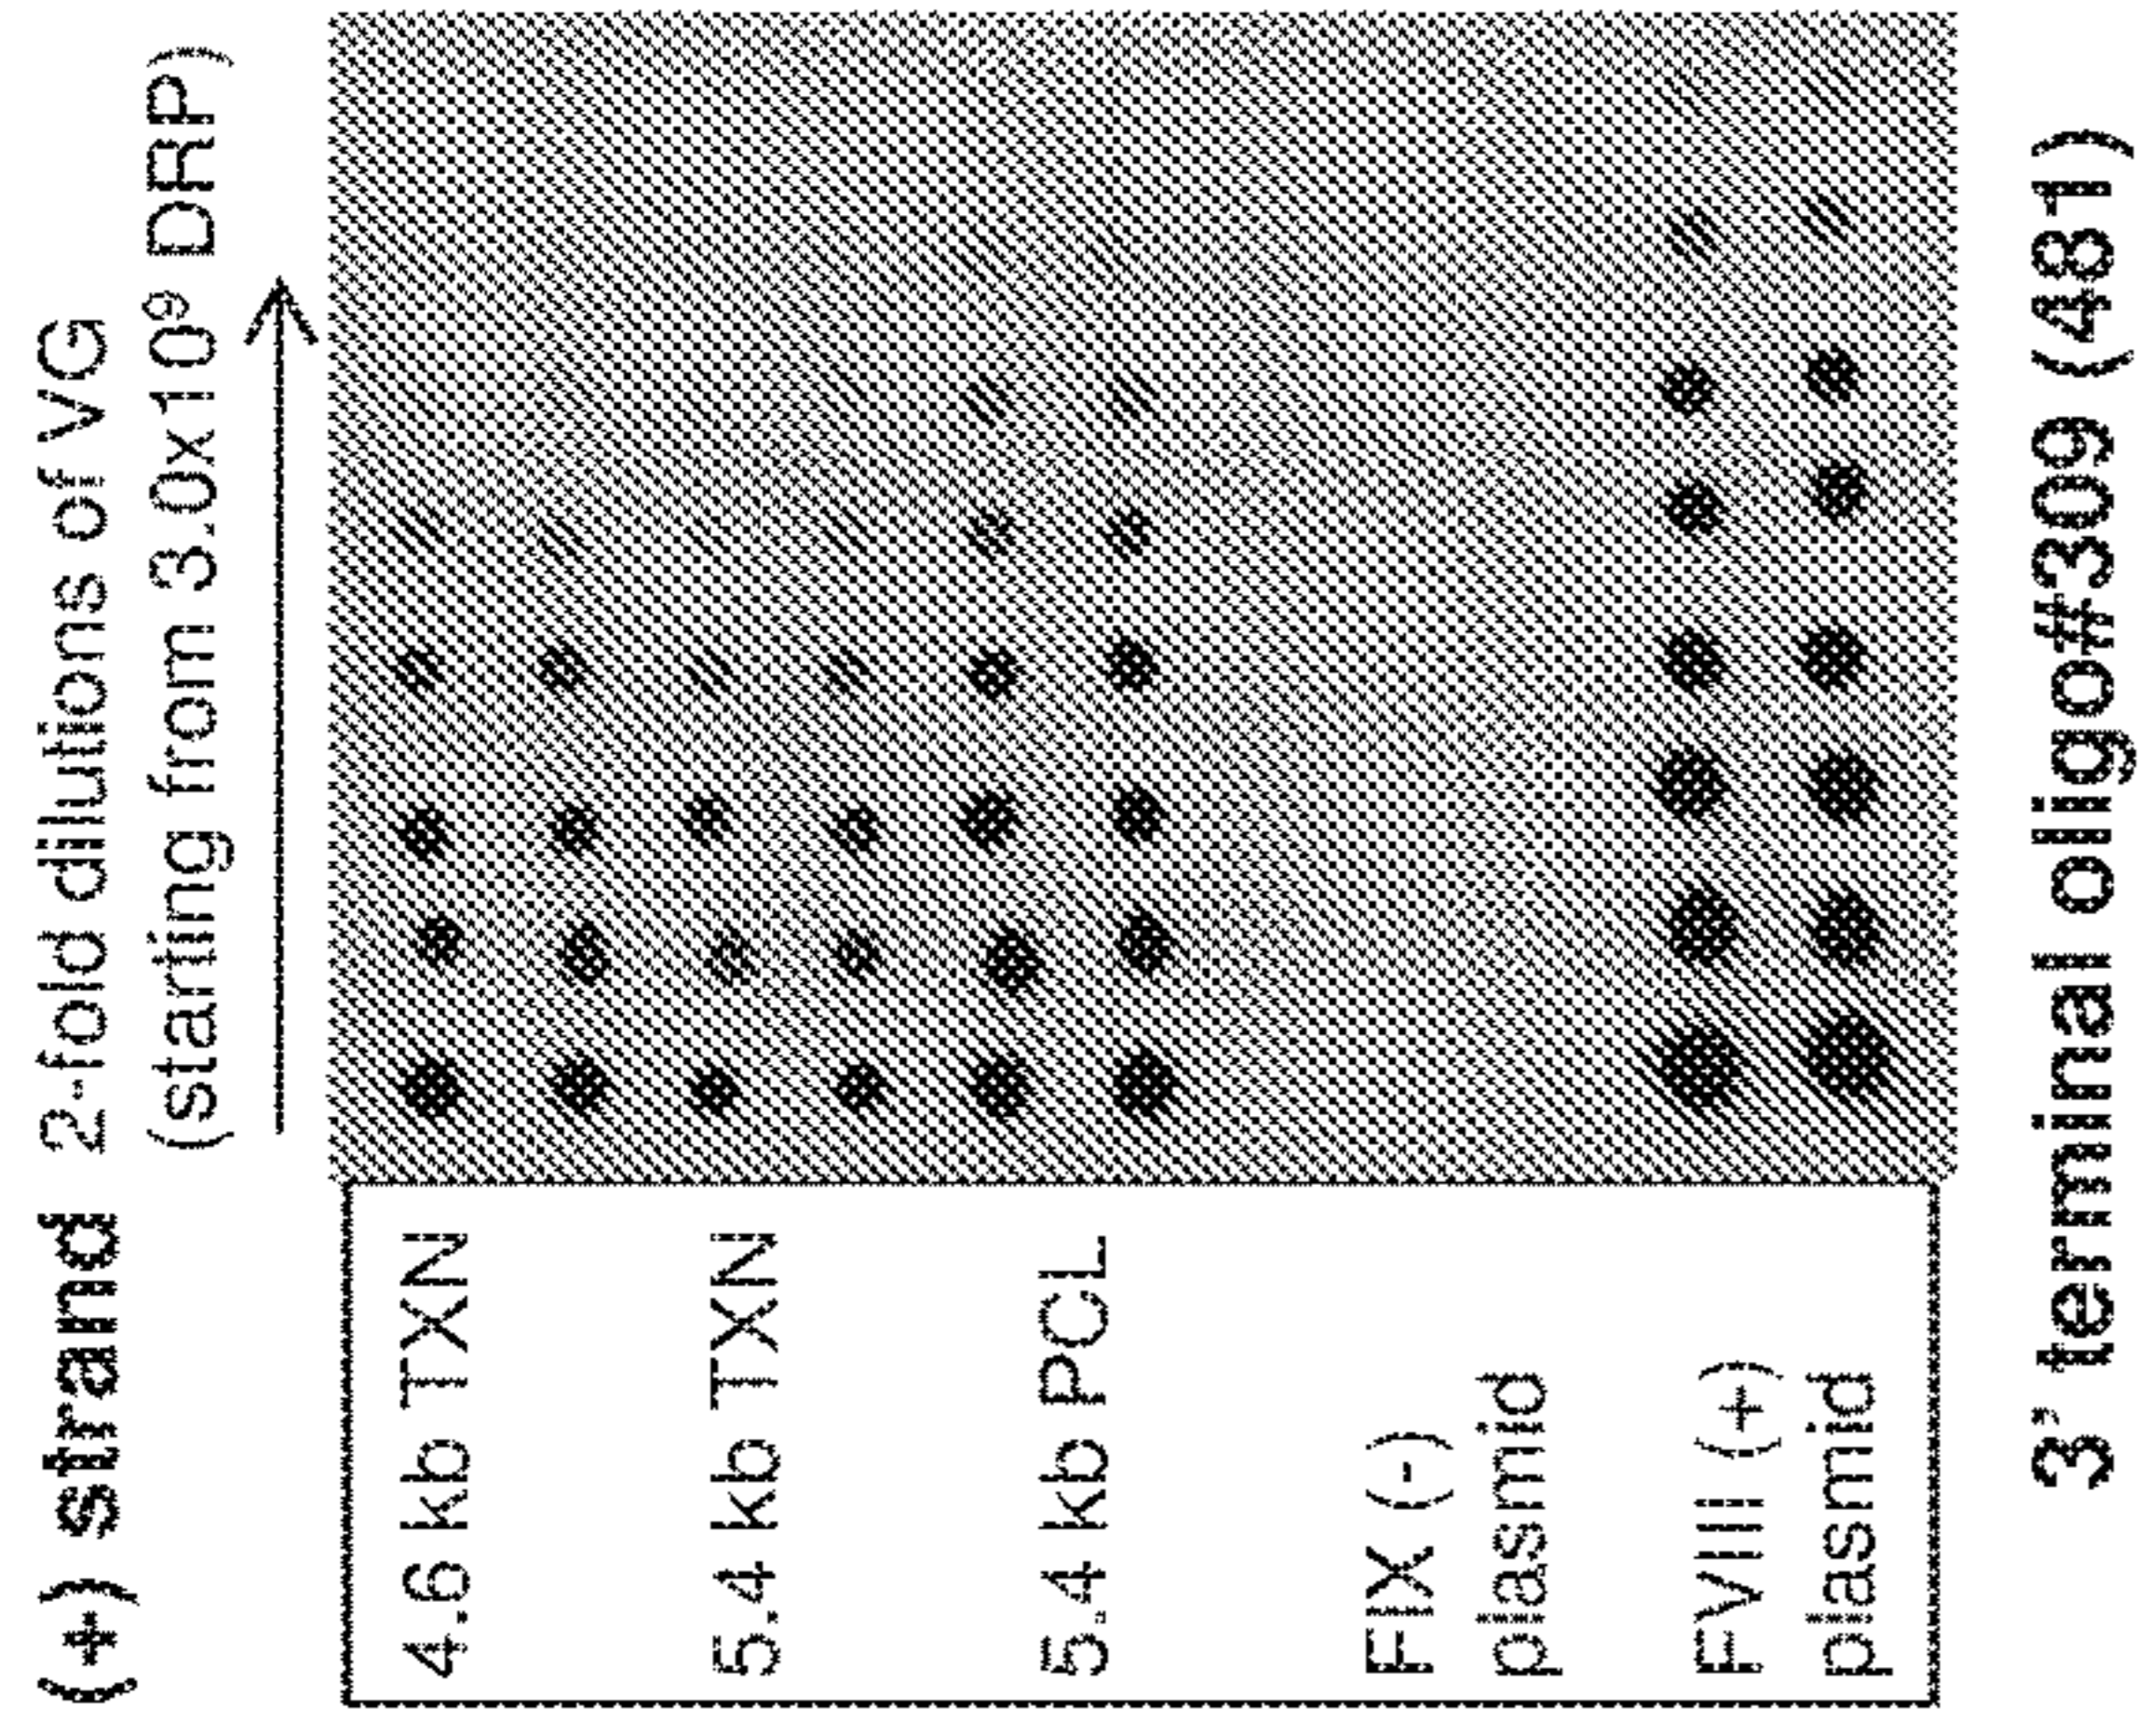 (+) strand 2-fold dilutions of VG
(starting from 3.0x10⁹ DRP)
4.6 kb TXN
5.4 kb TXN
5.4 kb PCL
FIX (-)
plasmid
FVIII (+)
plasmid
3' terminal oligo#309 (481)